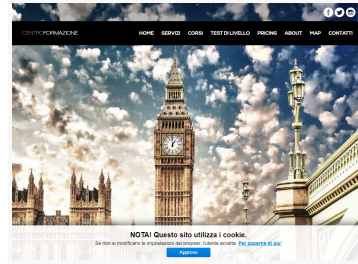 CENTROFORMAZIONE
HOME SERVIZI CORSI TEST DI LIVELLO PRICING ABOUT MAP CONTATTI
NOTA! Questo sito utilizza i cookie.
Se non si modificano le impostazioni del browser, l'utente accetta. Per saperne di piu'
Approvo